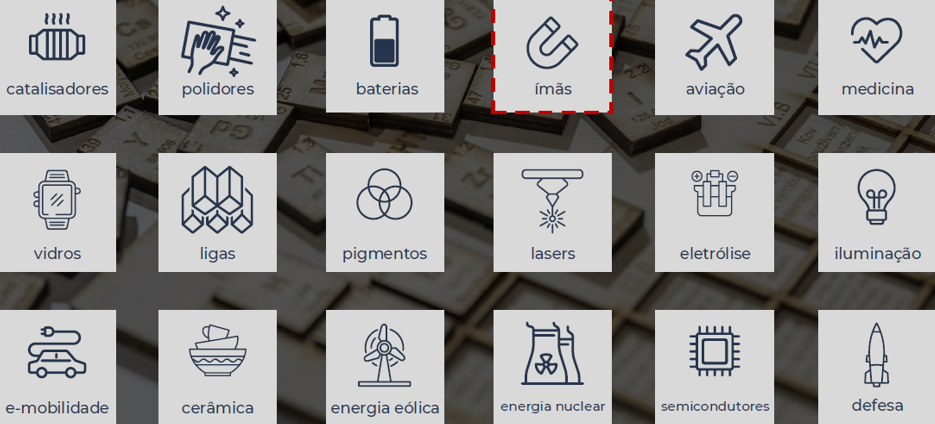 catalisadores
polidores
baterias
ímãs
aviação
medicina
vidros
ligas
pigmentos
lasers
eletrólise
iluminação
e-mobilidade
cerâmica
energia eólica
energia nuclear
semicondutores
defesa